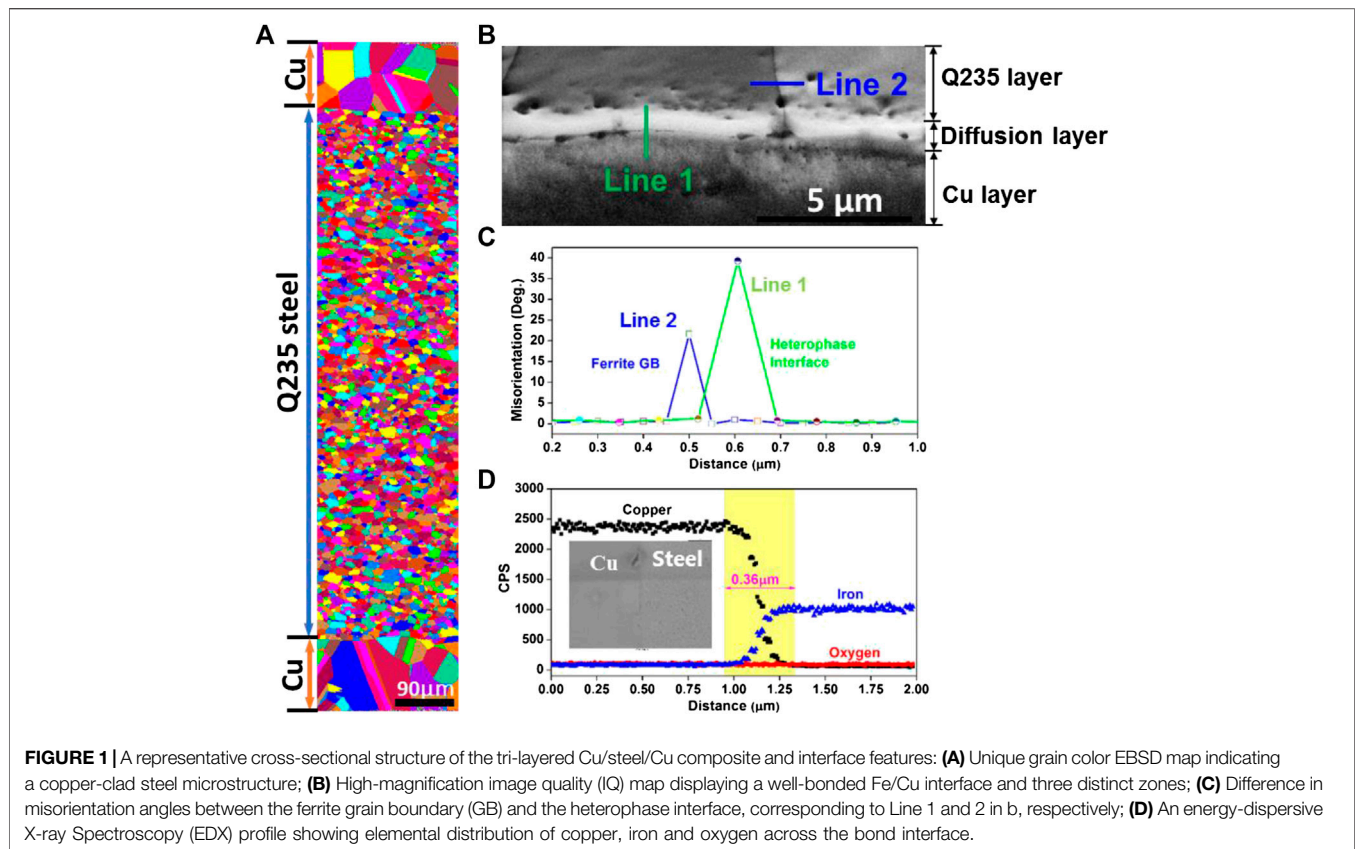 A
Cu
Q235 steel
Cu
90μm
B
Line 2
Line 1
5 μm
Q235 layer
Diffusion layer
Cu layer
C
Misorientation (Deg.)
40
35
30
25
20
15
10
5
0
Line 1
Line 2
Ferrite GB
Heterophase
Interface
0.2 0.3 0.4 0.5 0.6 0.7 0.8 0.9 1.0
Distance (μm)
D
CPS
3000
2500
2000
1500
1000
500
0
Copper
Cu
Steel
0.36μm
Iron
Oxygen
0.00 0.25 0.50 0.75 1.00 1.25 1.50 1.75 2.00
Distance (μm)
FIGURE 1 | A representative cross-sectional structure of the tri-layered Cu/steel/Cu composite and interface features: (A) Unique grain color EBSD map indicating
a copper-clad steel microstructure; (B) High-magnification image quality (IQ) map displaying a well-bonded Fe/Cu interface and three distinct zones; (C) Difference in
misorientation angles between the ferrite grain boundary (GB) and the heterophase interface, corresponding to Line 1 and 2 in b, respectively; (D) An energy-dispersive
X-ray Spectroscopy (EDX) profile showing elemental distribution of copper, iron and oxygen across the bond interface.